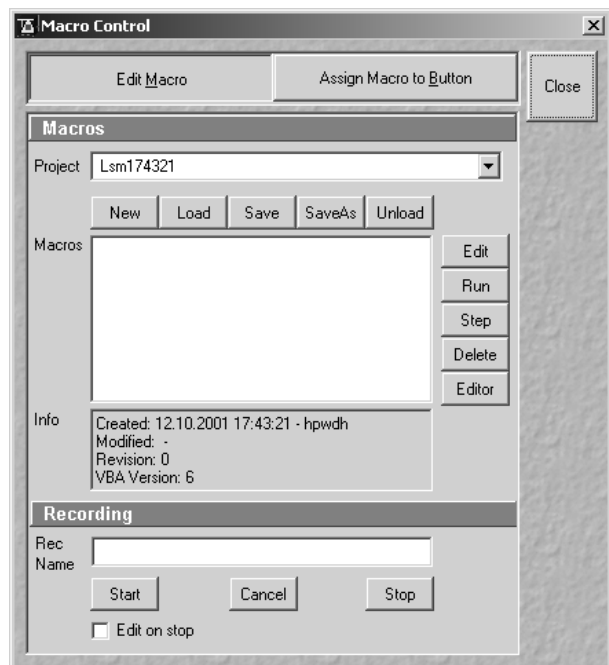 Macro Control
Edit Macro
Assign Macro to Button
Close
Macros
Project
Lsm174321
New
Load
Save
SaveAs
Unload
Macros
Edit
Run
Step
Delete
Editor
Info
Created: 12.10.2001 17:43:21 - hpwdh
Modified: -
Revision: 0
VBA Version: 6
Recording
Rec
Name
Start
Cancel
Stop
Edit on stop